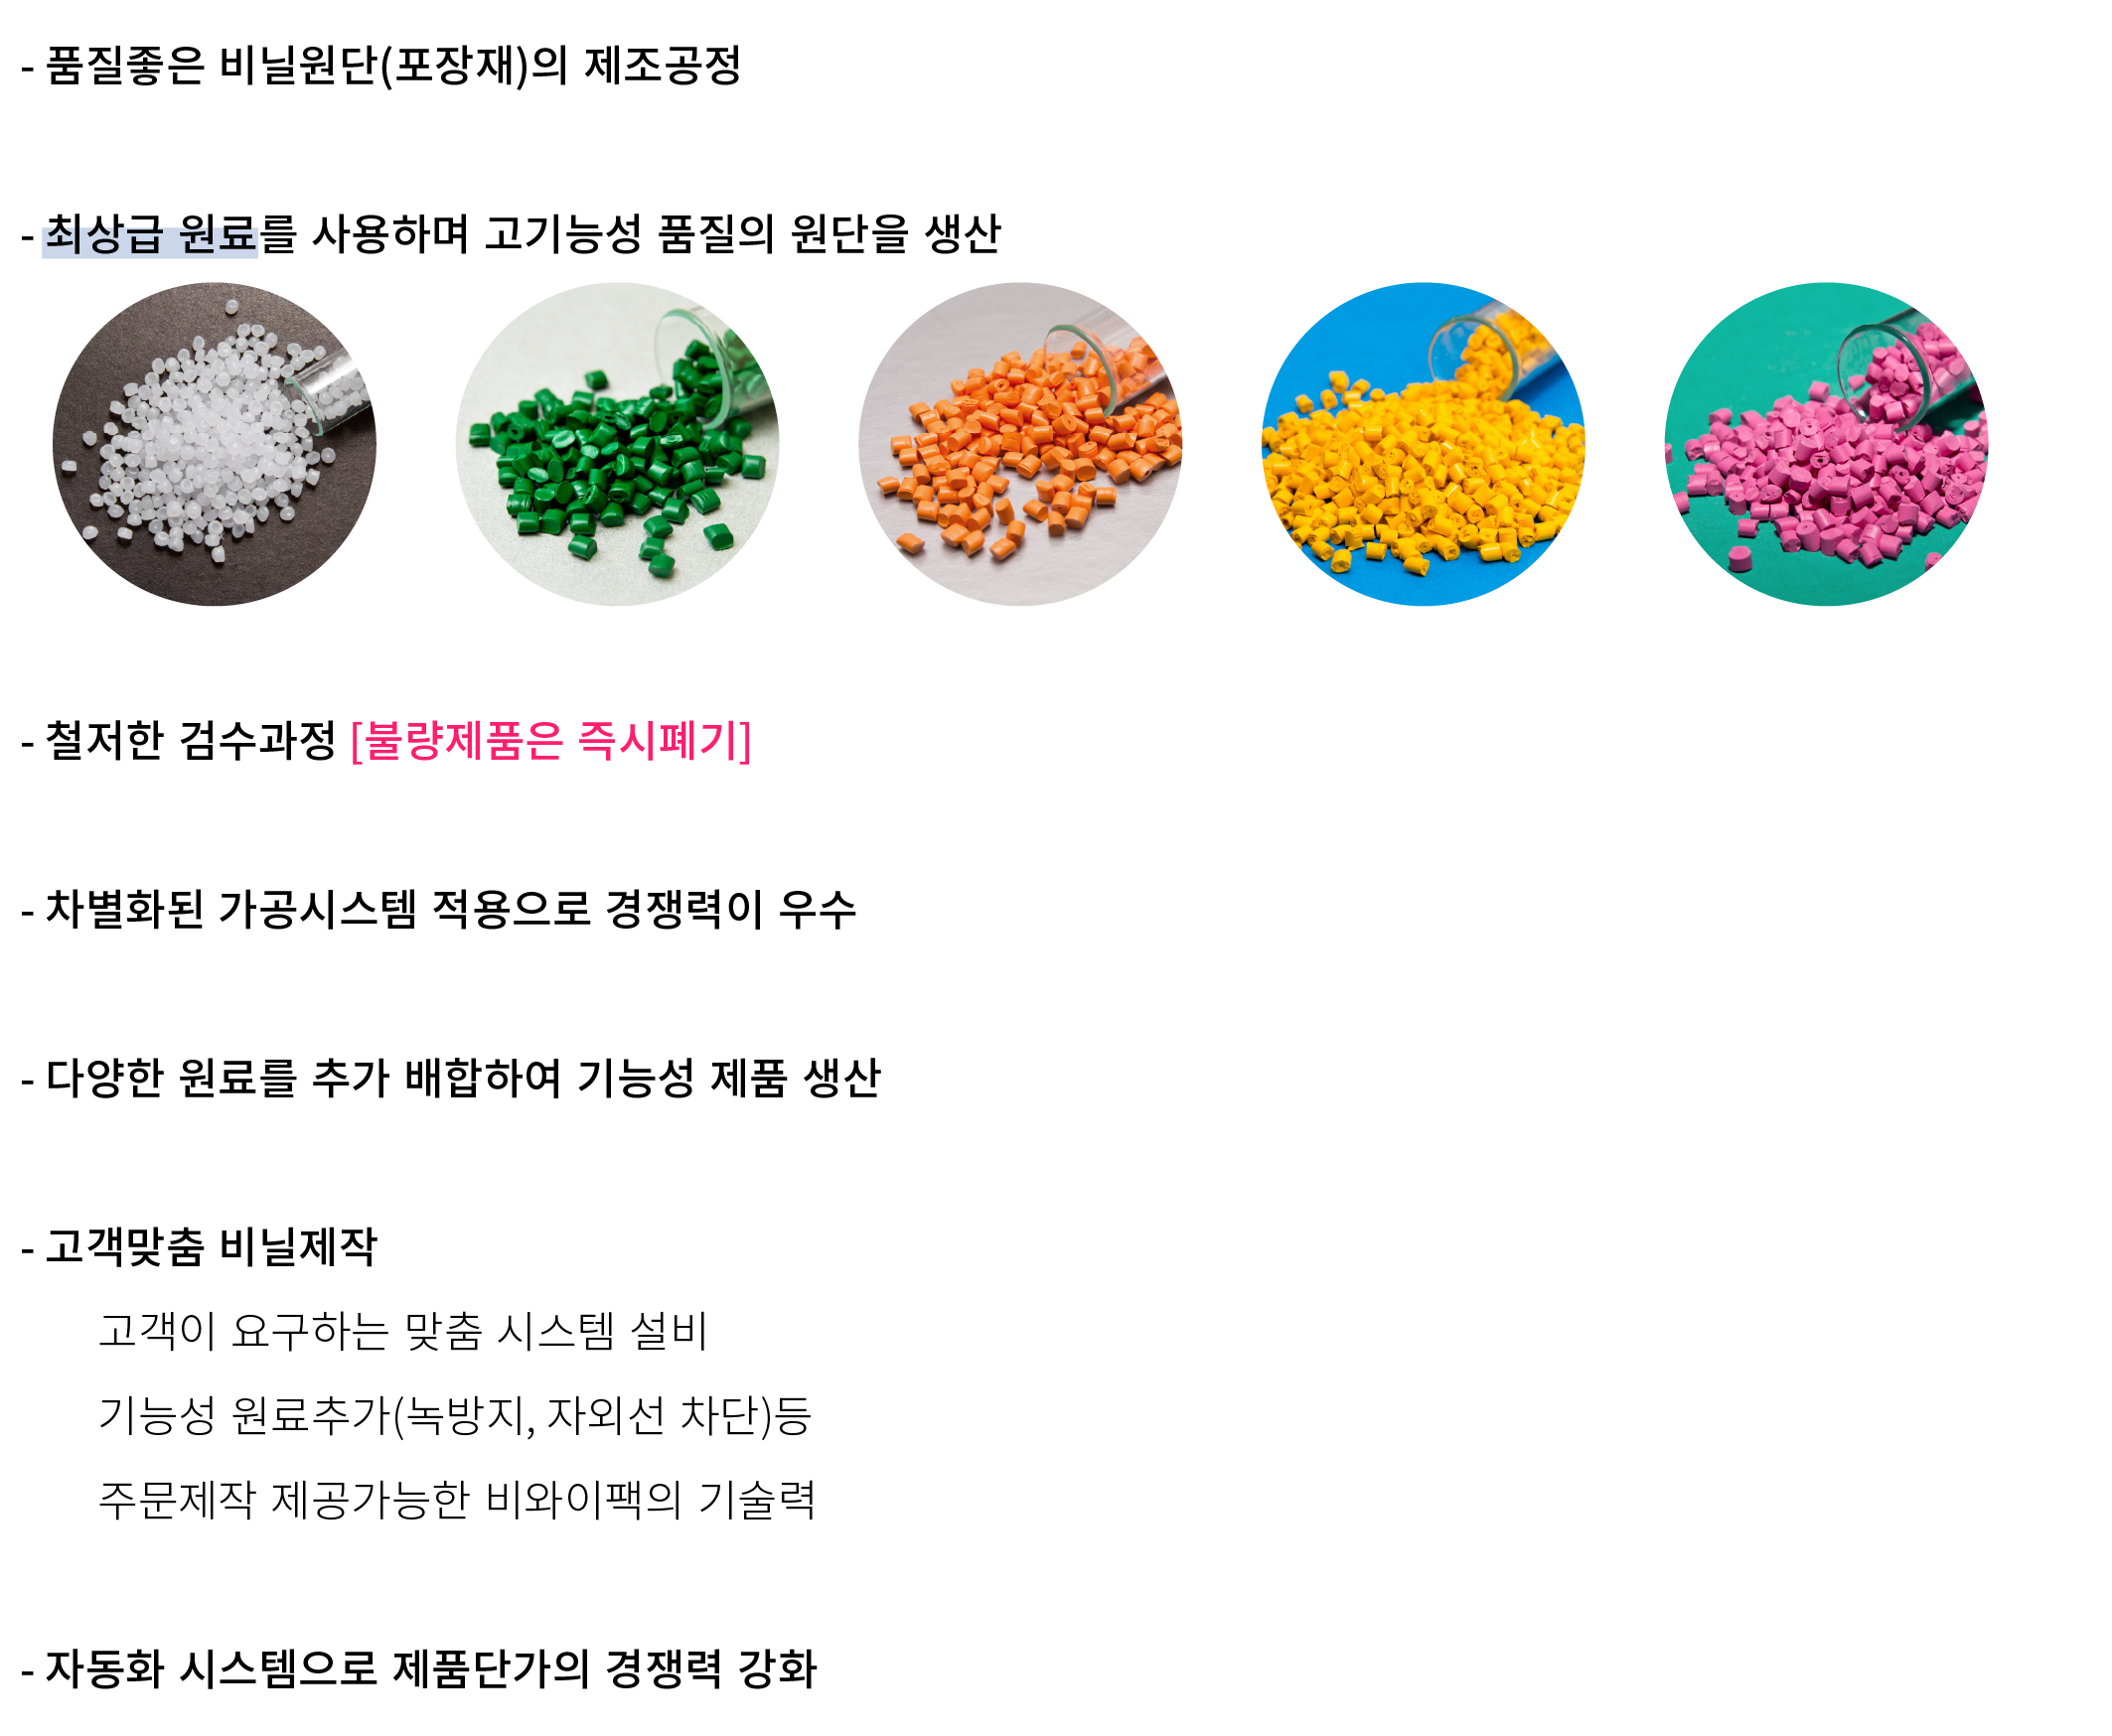 - 품질좋은 비닐원단(포장재)의 제조공정
- 최상급 원료를 사용하며 고기능성 품질의 원단을 생산
- 철저한 검수과정 [불량제품은 즉시폐기]
- 차별화된 가공시스템 적용으로 경쟁력이 우수
- 다양한 원료를 추가 배합하여 기능성 제품 생산
- 고객맞춤 비닐제작
고객이 요구하는 맞춤 시스템 설비
기능성 원료추가(녹방지, 자외선 차단)등
주문제작 제공가능한 비와이팩의 기술력
- 자동화 시스템으로 제품단가의 경쟁력 강화